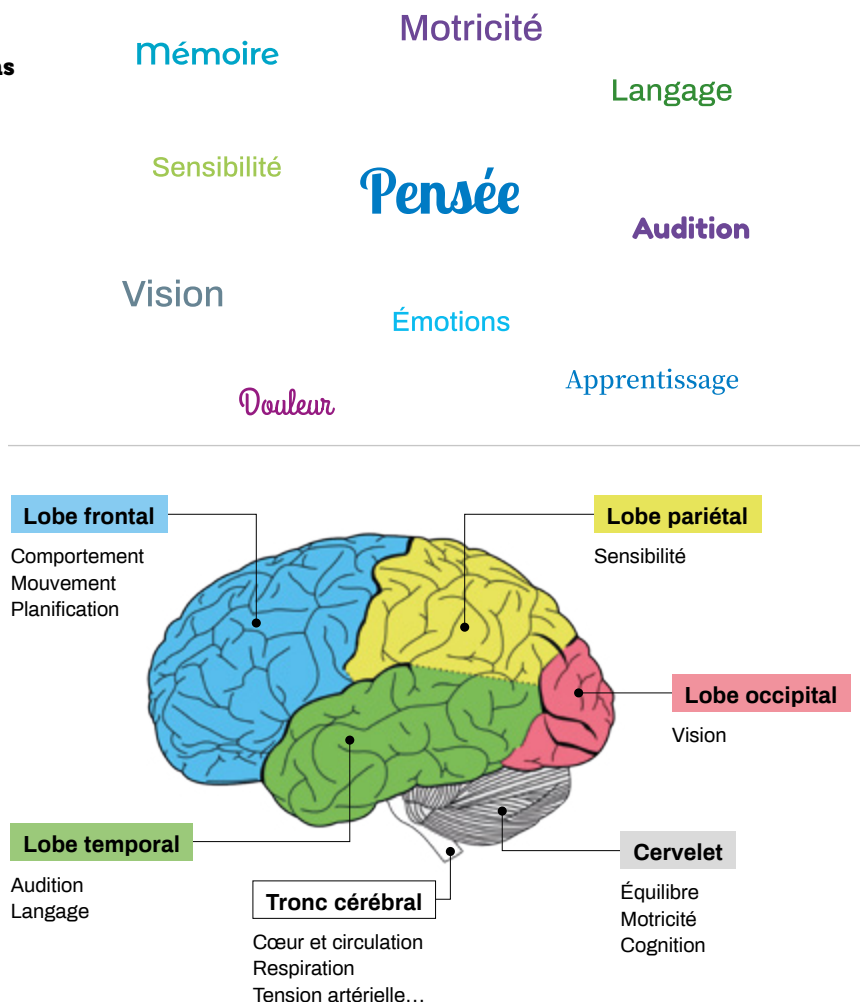 Motricité
Mémoire
Langage
Sensibilité
Pensée
Audition
Vision
Émotions
Apprentissage
Douleur
Lobe frontal
Comportement
Mouvement
Planification
Lobe pariétal
Sensibilité
Lobe occipital
Vision
Lobe temporal
Audition
Langage
Tronc cérébral
Cœur et circulation
Respiration
Tension artérielle…
Cervelet
Équilibre
Motricité
Cognition